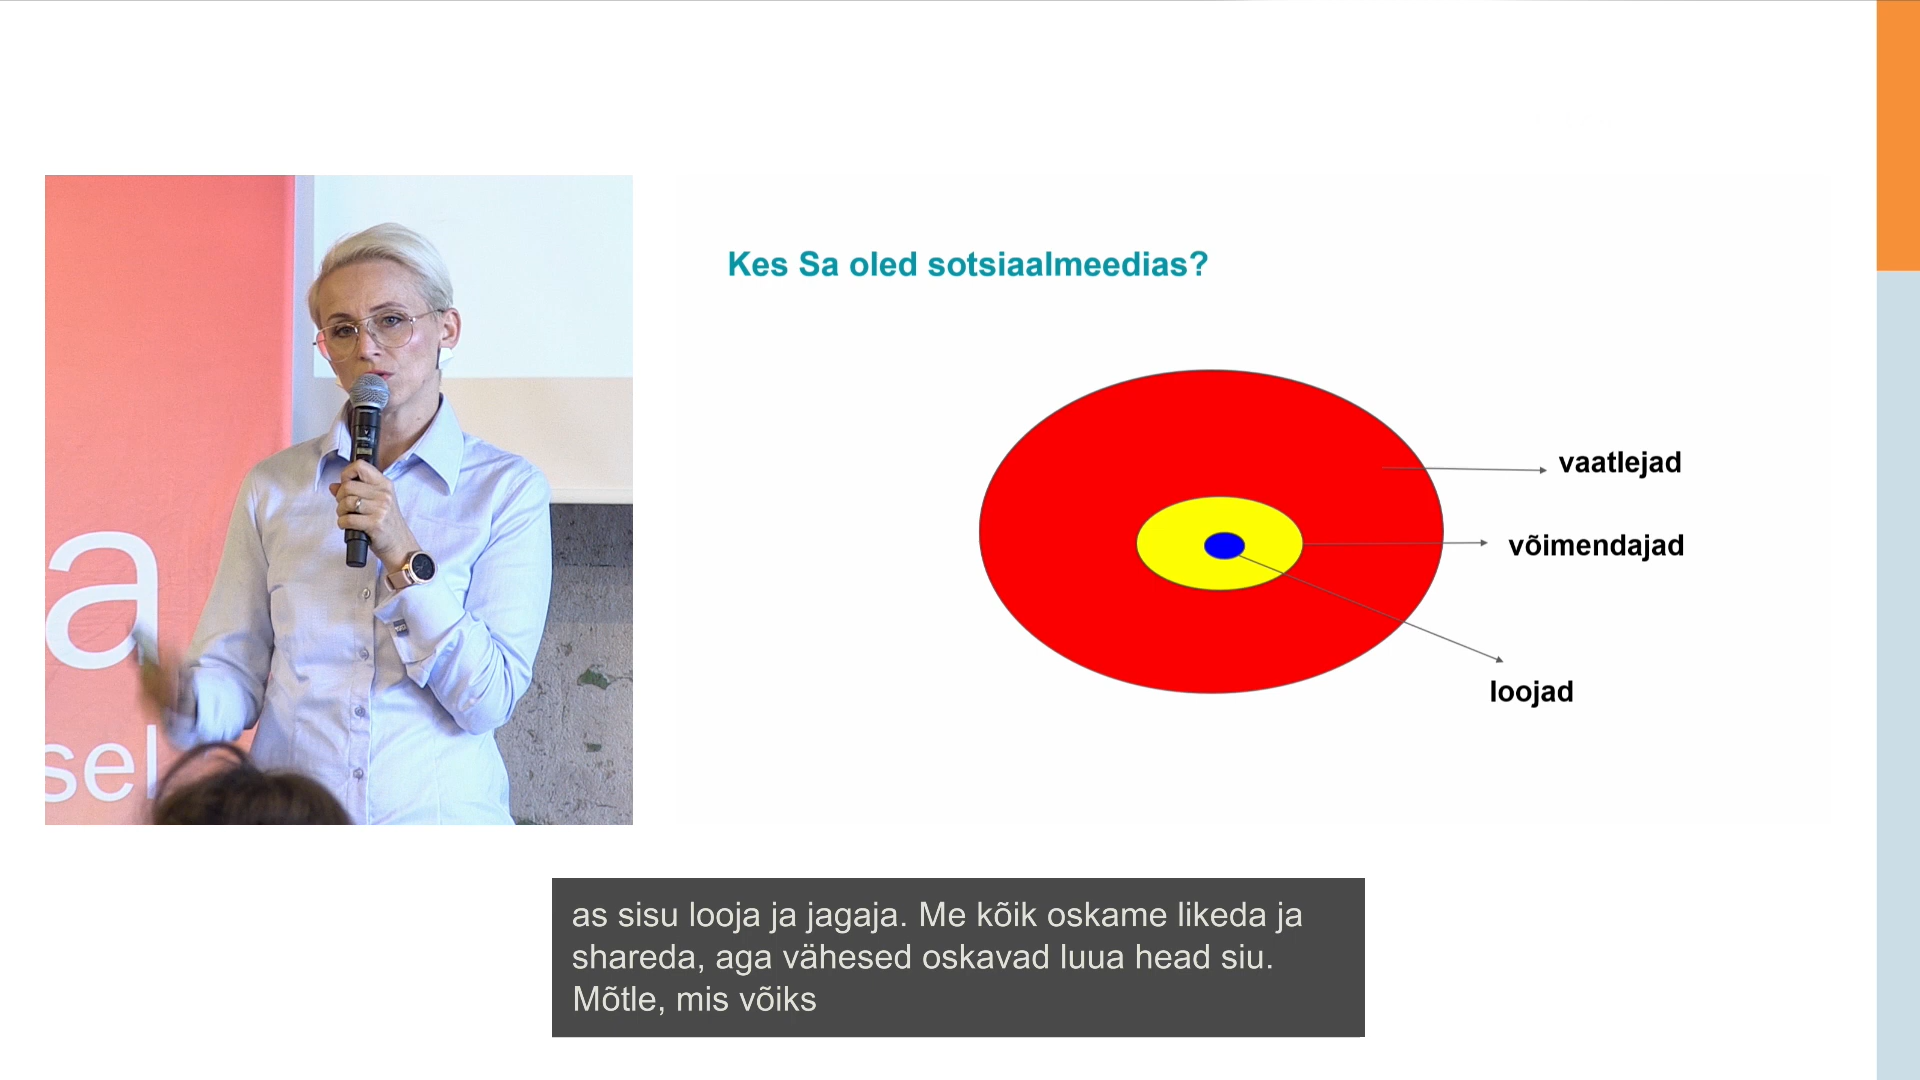 a
sel
Kes Sa oled sotsiaalmeedias?
vaatlejad
võimendajad
loojad
as sisu looja ja jagaja. Me kõik oskame likeda ja
shareda, aga vähesed oskavad luua head siu.
Mõtle, mis võiks